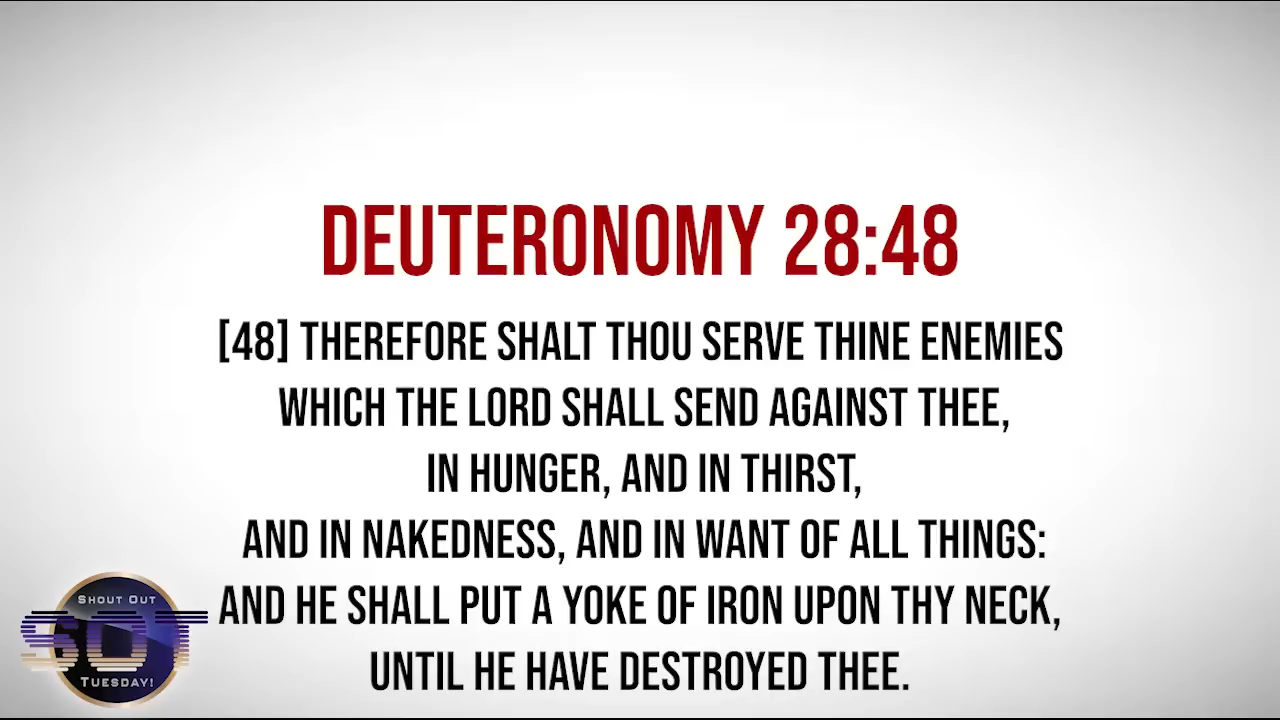 DEUTERONOMY 28:48
[48] THEREFORE SHALT THOU SERVE THINE ENEMIES
WHICH THE LORD SHALL SEND AGAINST THEE,
IN HUNGER, AND IN THIRST,
AND IN NAKEDNESS, AND IN WANT OF ALL THINGS:
AND HE SHALL PUT A YOKE OF IRON UPON THY NECK,
UNTIL HE HAVE DESTROYED THEE.
SHOUT OUT
SOT
TUESDAY!